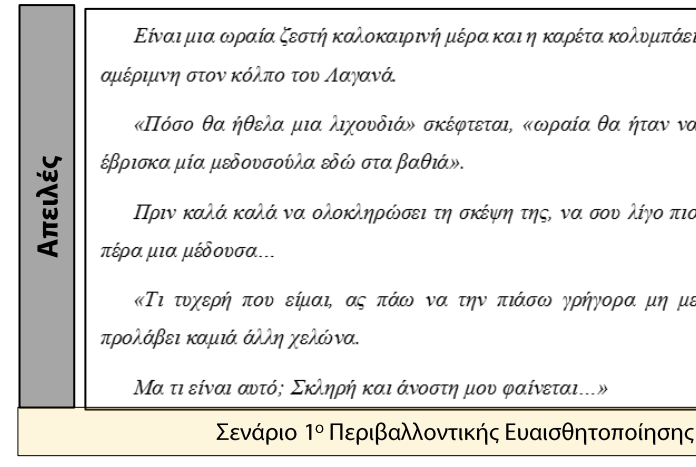 Απειλές
Είναι μια ωραία ζεστή καλοκαιρινή μέρα και η καρέτα κολυμπάει
αμέριμνη στον κόλπο του Λαγανά.
«Πόσο θα ήθελα μια λιχουδιά» σκέφτεται, «ωραία θα ήταν να
έβρισκα μία μεδουσούλα εδώ στα βαθιά».
Πριν καλά καλά να ολοκληρώσει τη σκέψη της, να σου λίγο πιο
πέρα μια μέδουσα...
«Τι τυχερή που είμαι, ας πάω να την πιάσω γρήγορα μη με
προλάβει καμιά άλλη χελώνα.
Μα τι είναι αυτό; Σκληρή και άνοστη μου φαίνεται...»
Σενάριο 1ο Περιβαλλοντικής Ευαισθητοποίησης